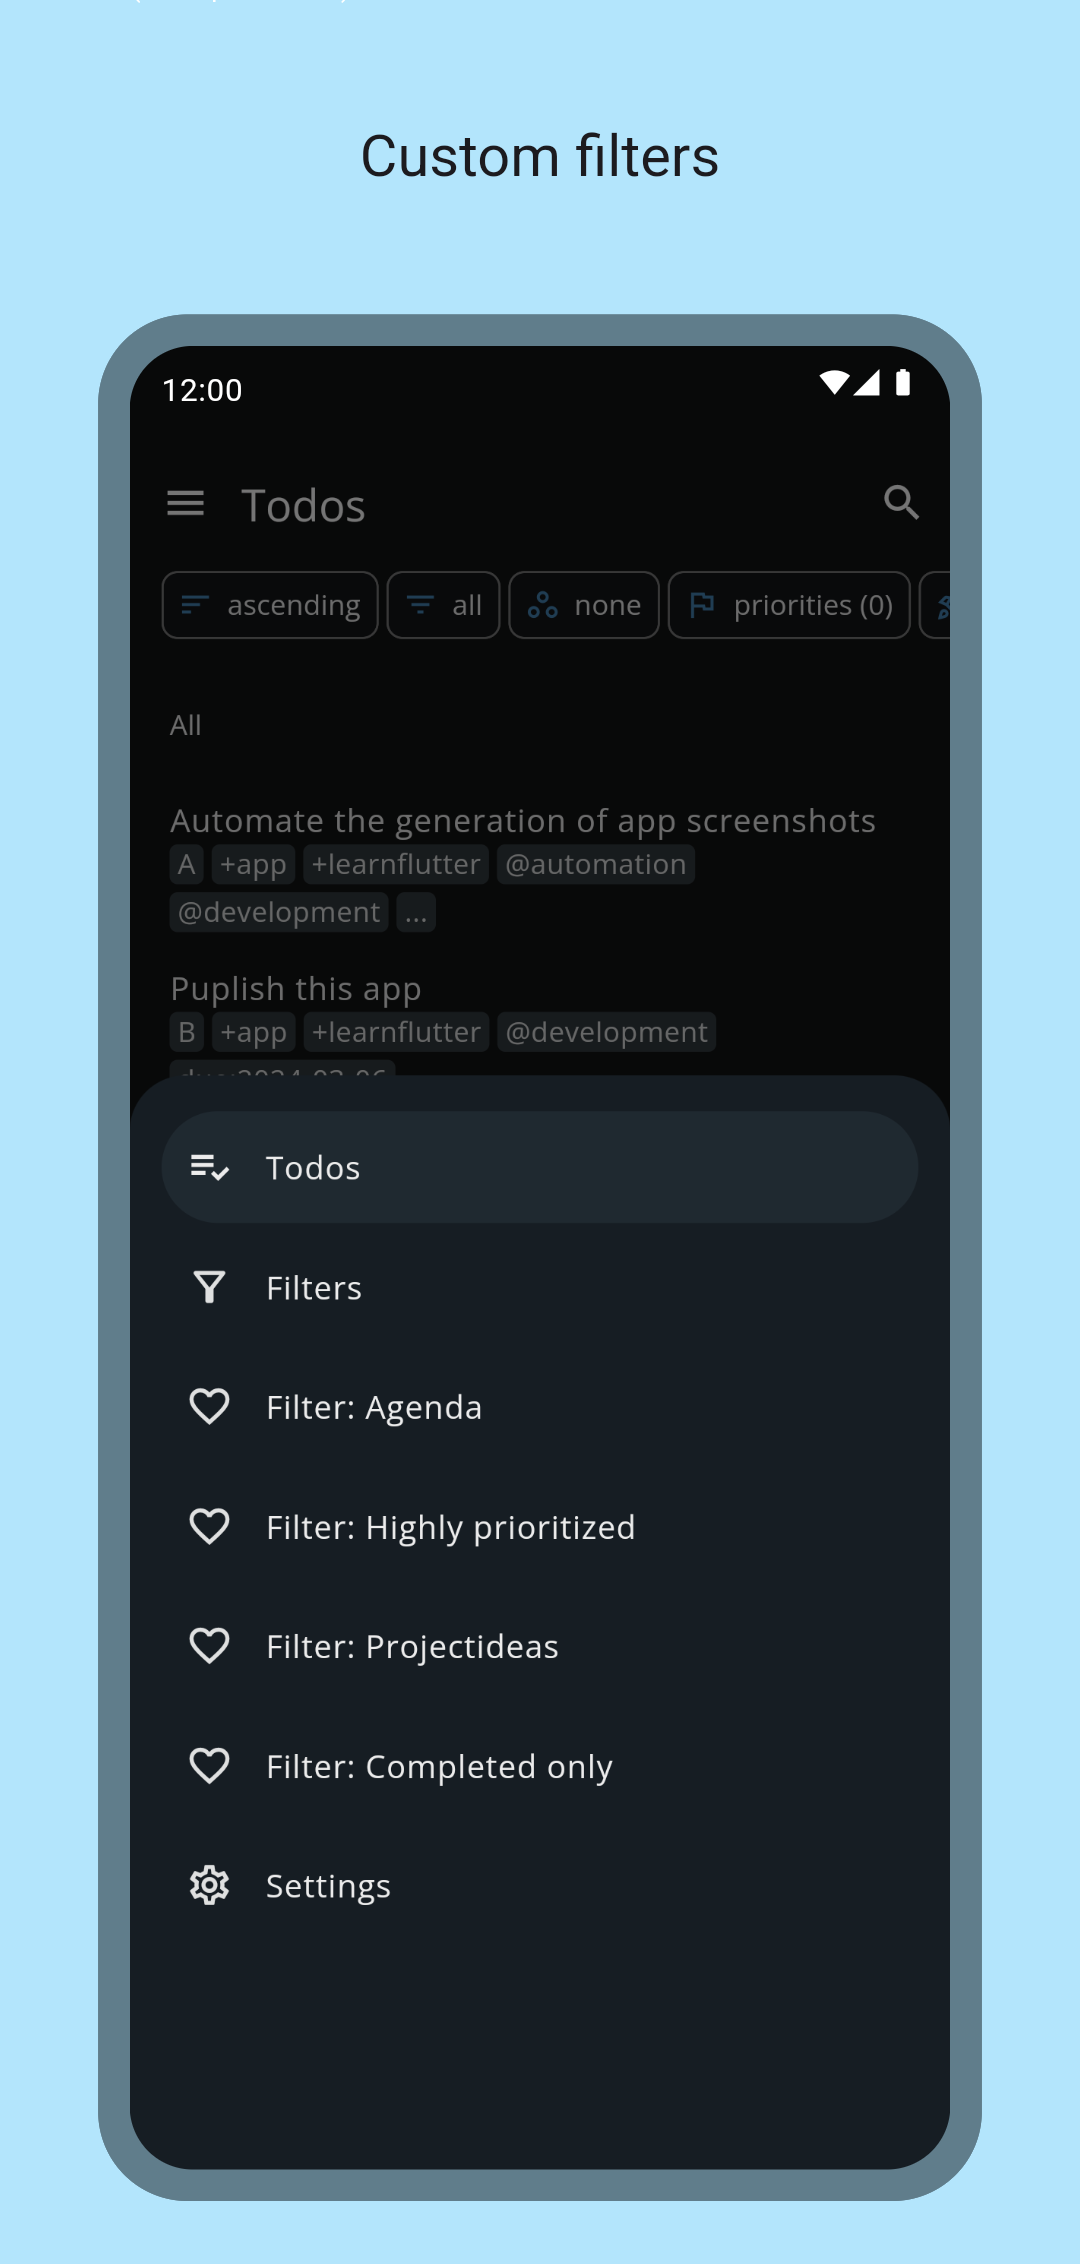 Custom filters
12:00
Todos
ascending all none priorities (0)
All
Automate the generation of app screenshots
A +app +learnflutter @automation
@development ...
Puplish this app
B +app +learnflutter @development
Todos
Filters
Filter: Agenda
Filter: Highly prioritized
Filter: Projectideas
Filter: Completed only
Settings